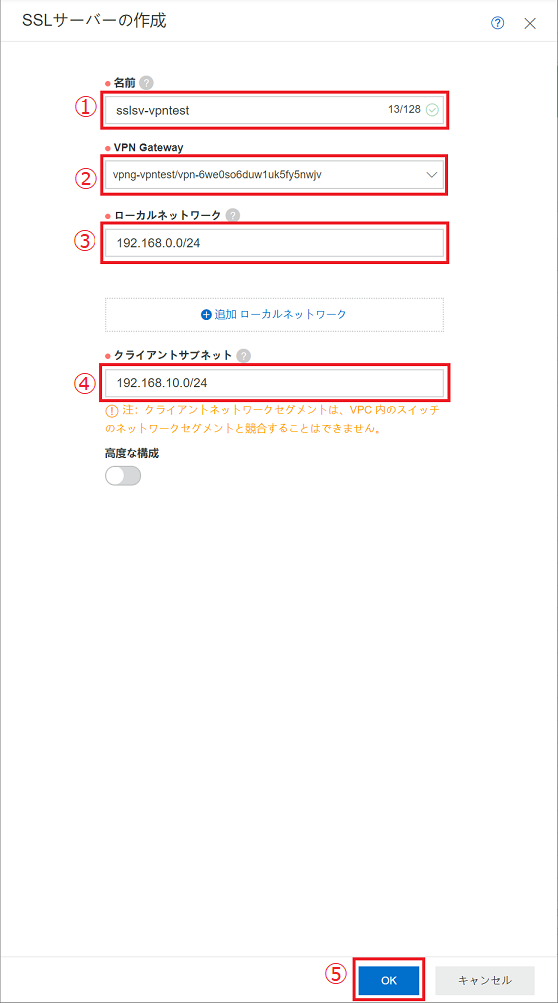 SSLサーバーの作成
?
名前 ?
① sslsv-vpntest 13/128
VPN Gateway
② vpng-vpntest/vpn-6we0so6duw1uk5fy5nwjv
ローカルネットワーク ?
③ 192.168.0.0/24
追加 ローカルネットワーク
クライアントサブネット ?
④ 192.168.10.0/24
注: クライアントネットワークセグメントは、VPC 内のスイッチ
のネットワークセグメントと競合することはできません。
高度な構成
⑤ OK キャンセル